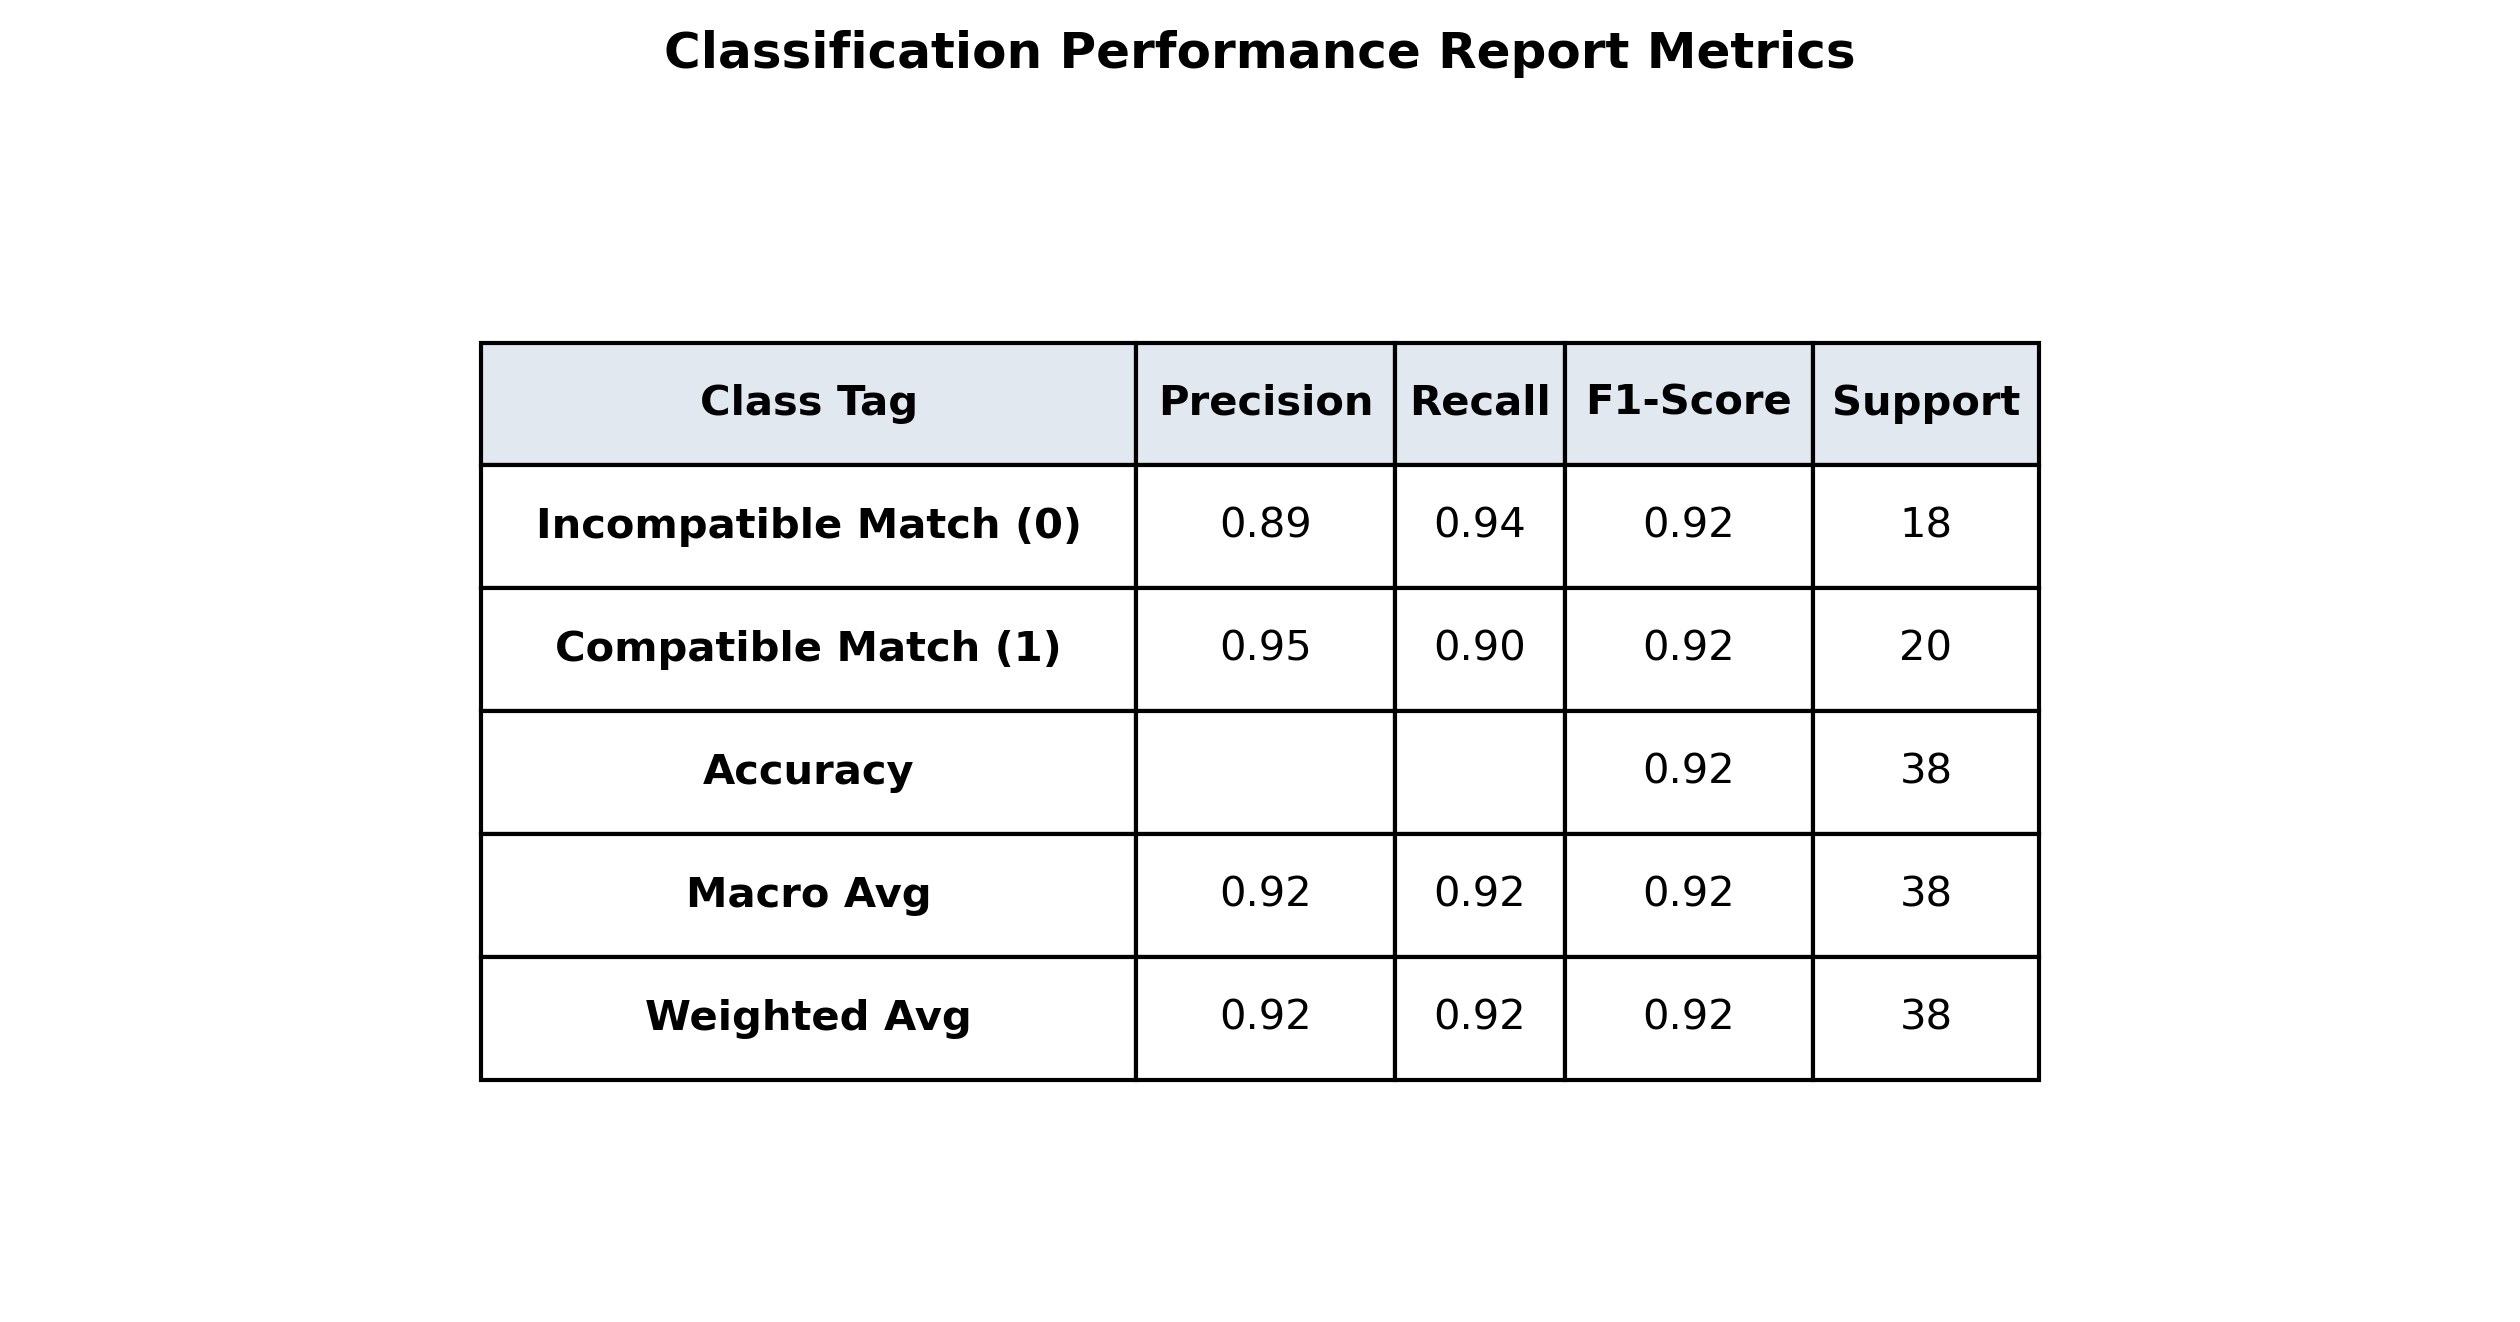 Classification Performance Report Metrics
Class Tag Precision Recall F1-Score Support
Incompatible Match (0) 0.89 0.94 0.92 18
Compatible Match (1) 0.95 0.90 0.92 20
Accuracy 0.92 38
Macro Avg 0.92 0.92 0.92 38
Weighted Avg 0.92 0.92 0.92 38